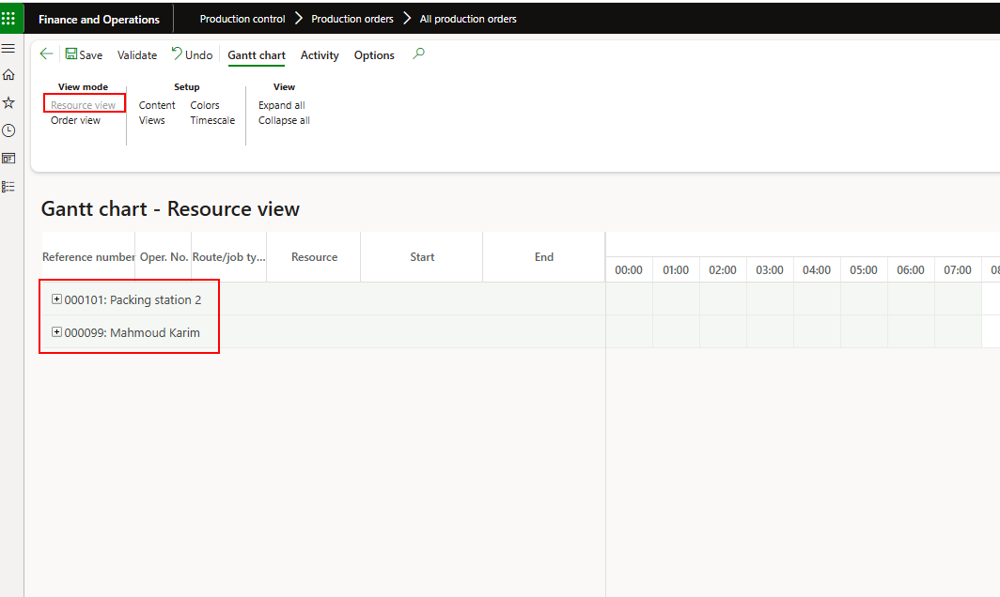 Finance and Operations Production control Production orders All production orders
Save Validate Undo Gantt chart Activity Options
View mode Setup View
Resource view Content Colors Expand all
Order view Views Timescale Collapse all
Gantt chart - Resource view
Reference number Oper. No. Route/job ty... Resource Start End
00:00 01:00 02:00 03:00 04:00 05:00 06:00 07:00
000101: Packing station 2
000099: Mahmoud Karim